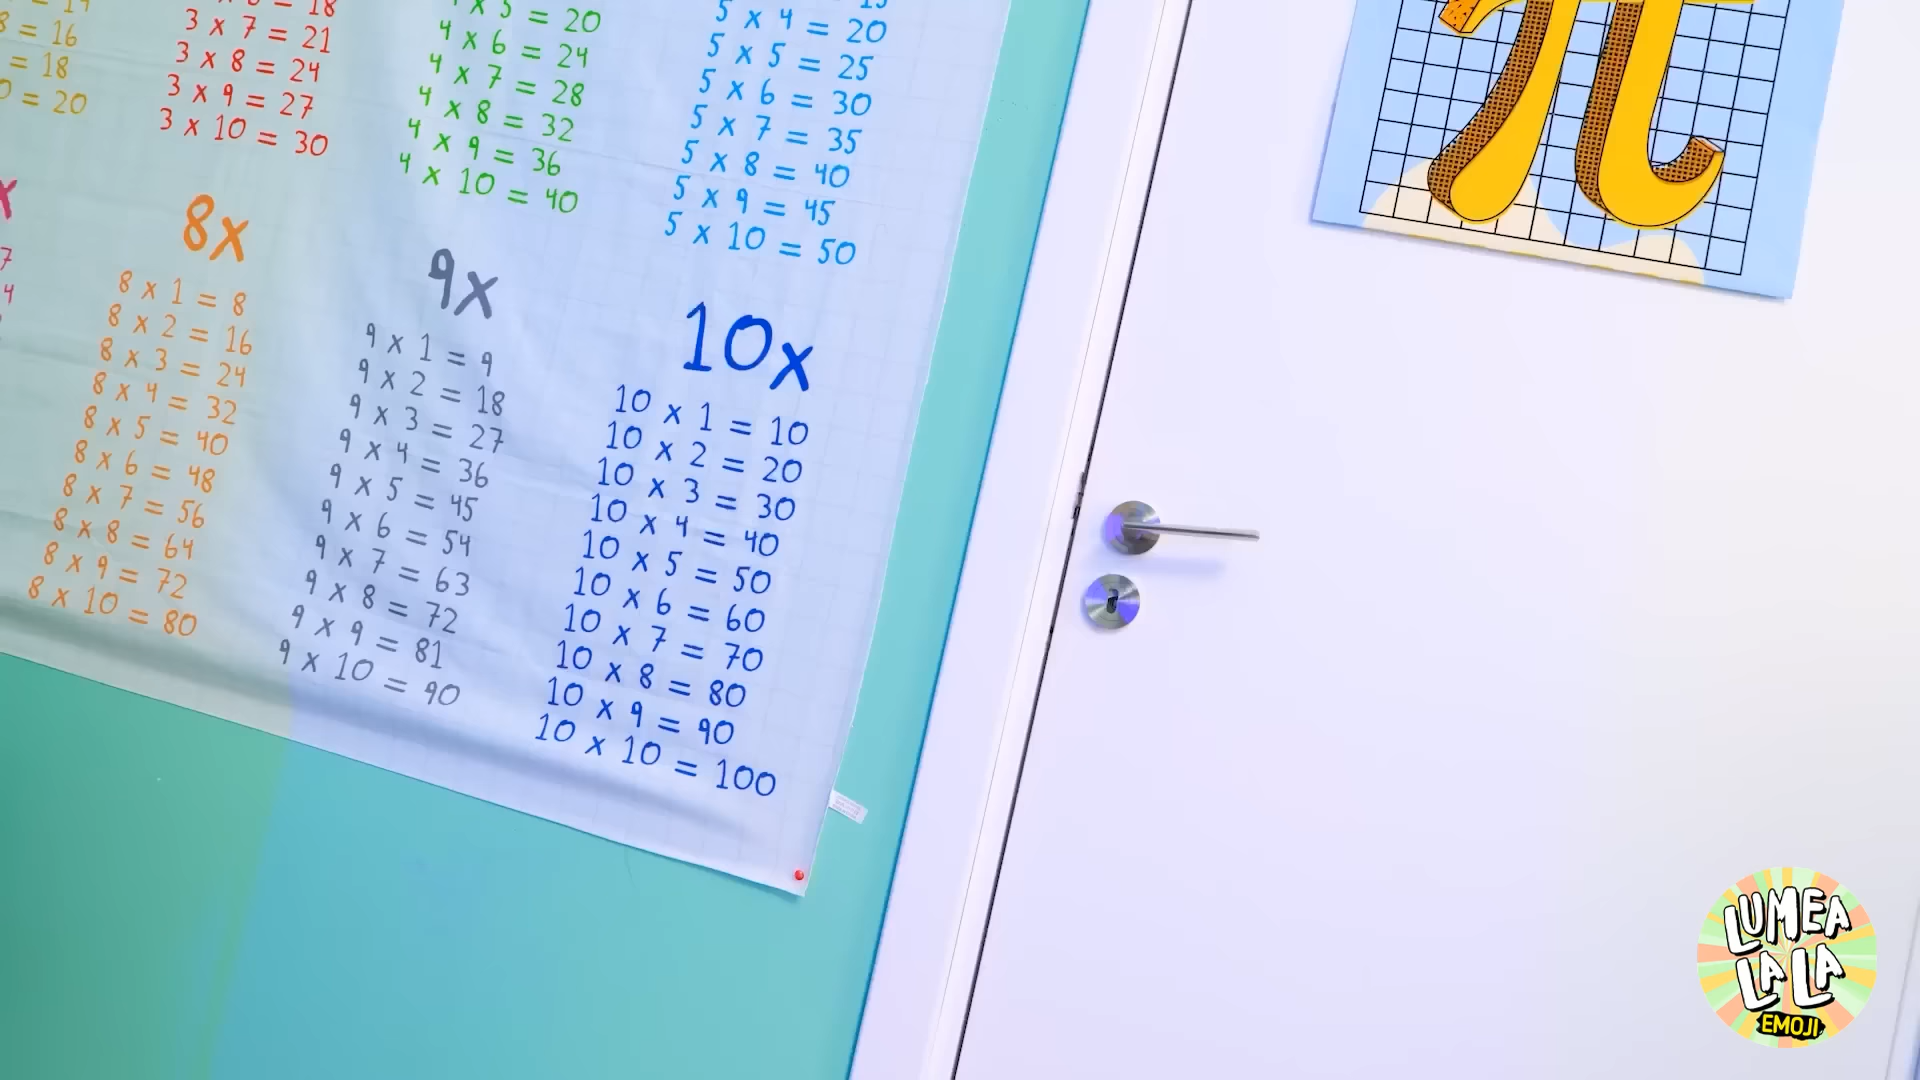 = 16
= 18
= 20
= 18
3 x 7 = 21
3 x 8 = 24
3 x 9 = 27
3 x 10 = 30
4 x 5 = 20
4 x 6 = 24
4 x 7 = 28
4 x 8 = 32
4 x 9 = 36
4 x 10 = 40
5 x 4 = 20
5 x 5 = 25
5 x 6 = 30
5 x 7 = 35
5 x 8 = 40
5 x 9 = 45
5 x 10 = 50
x
7
4
8x
8 x 1 = 8
8 x 2 = 16
8 x 3 = 24
8 x 4 = 32
8 x 5 = 40
8 x 6 = 48
8 x 7 = 56
8 x 8 = 64
8 x 9 = 72
8 x 10 = 80
9x
9 x 1 = 9
9 x 2 = 18
9 x 3 = 27
9 x 4 = 36
9 x 5 = 45
9 x 6 = 54
9 x 7 = 63
9 x 8 = 72
9 x 9 = 81
9 x 10 = 90
10x
10 x 1 = 10
10 x 2 = 20
10 x 3 = 30
10 x 4 = 40
10 x 5 = 50
10 x 6 = 60
10 x 7 = 70
10 x 8 = 80
10 x 9 = 90
10 x 10 = 100
π
LUMEA
LA LA
EMOJI